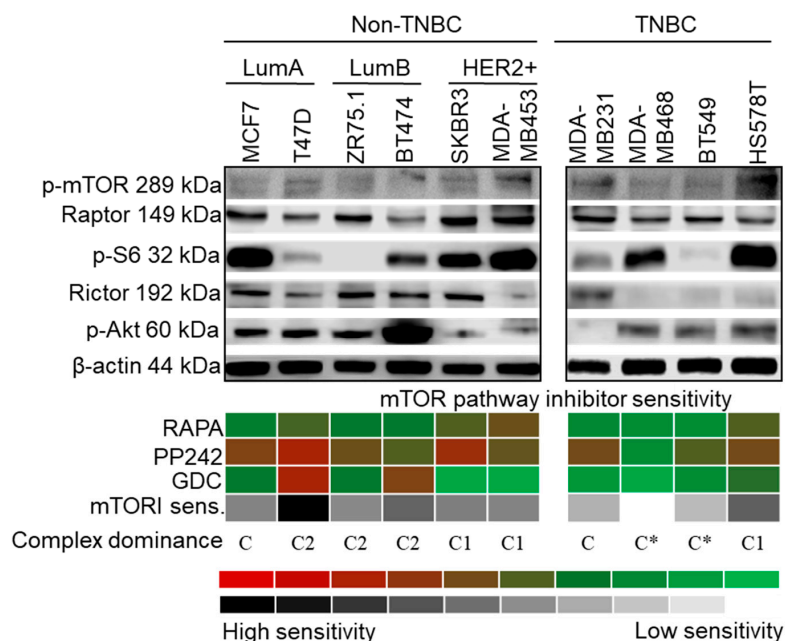 Non-TNBC TNBC
LumA LumB HER2+
MCF7 T47D ZR75.1 BT474 SKBR3 MDA-MB453 MDA-MB231 MDA-MB468 BT549 HS578T
p-mTOR 289 kDa
Raptor 149 kDa
p-S6 32 kDa
Rictor 192 kDa
p-Akt 60 kDa
β-actin 44 kDa
mTOR pathway inhibitor sensitivity
RAPA
PP242
GDC
mTORI sens.
Complex dominance C C2 C2 C2 C1 C1 C C* C* C1
High sensitivity Low sensitivity